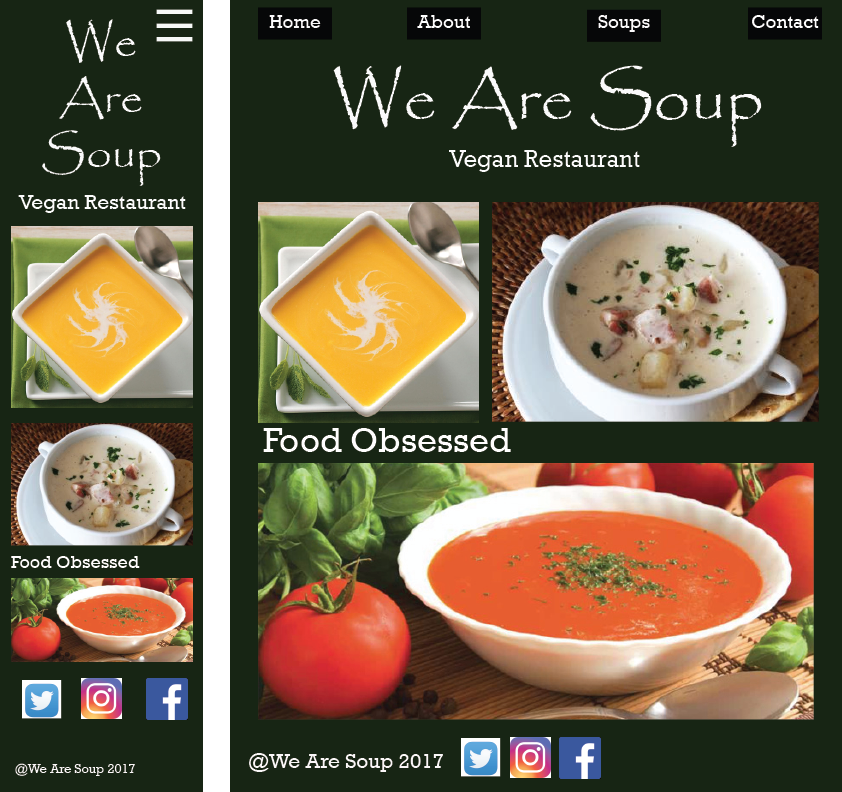 We
Are
Soup
Vegan Restaurant
Food Obsessed
@We Are Soup 2017
Home About Soups Contact
We Are Soup
Vegan Restaurant
Food Obsessed
@We Are Soup 2017